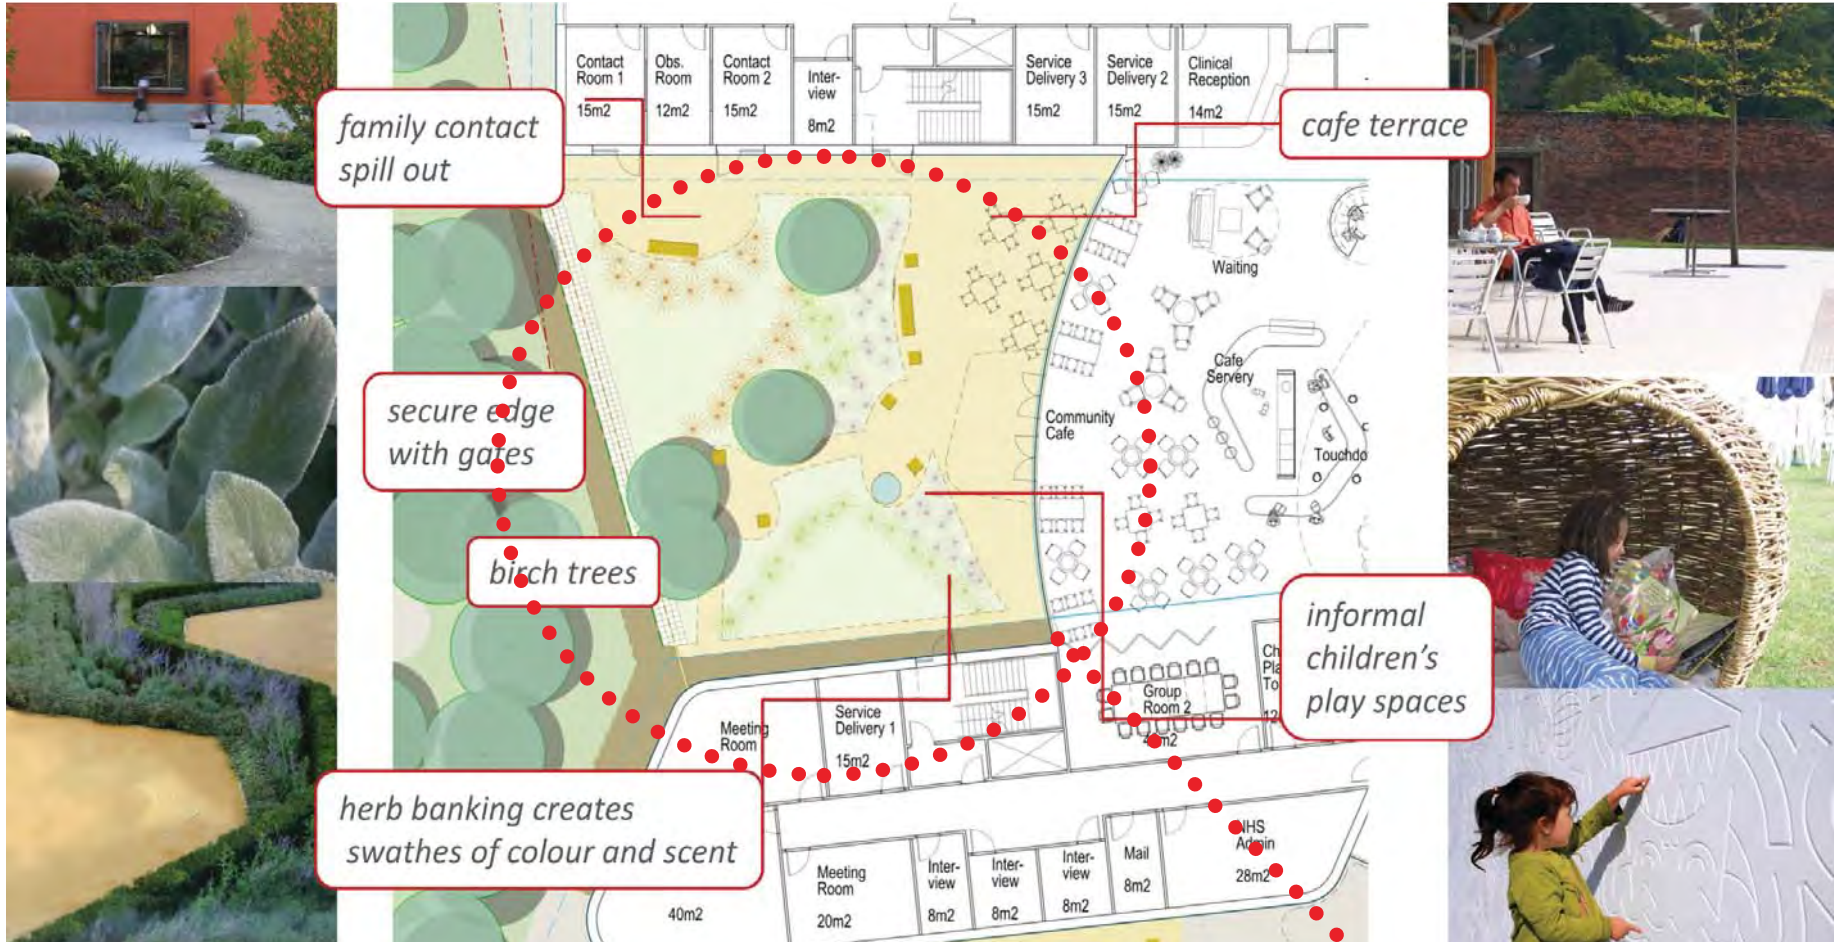 Contact
Room 1
15m2
Obs.
Room
12m2
Contact
Room 2
15m2
Inter-
view
8m2
Service
Delivery 3
15m2
Service
Delivery 2
15m2
Clinical
Reception
14m2
family contact
spill out
cafe terrace
Waiting
Cafe
Servery
Community
Cafe
Touchdo
secure edge
with gates
birch trees
informal
children's
play spaces
Group
Room 2
Ch
Pla
To
12
Meeting
Room
40m2
Service
Delivery 1
15m2
herb banking creates
swathes of colour and scent
Meeting
Room
20m2
Inter-
view
8m2
Inter-
view
8m2
Inter-
view
8m2
Mail
8m2
NHS
Admin
28m2